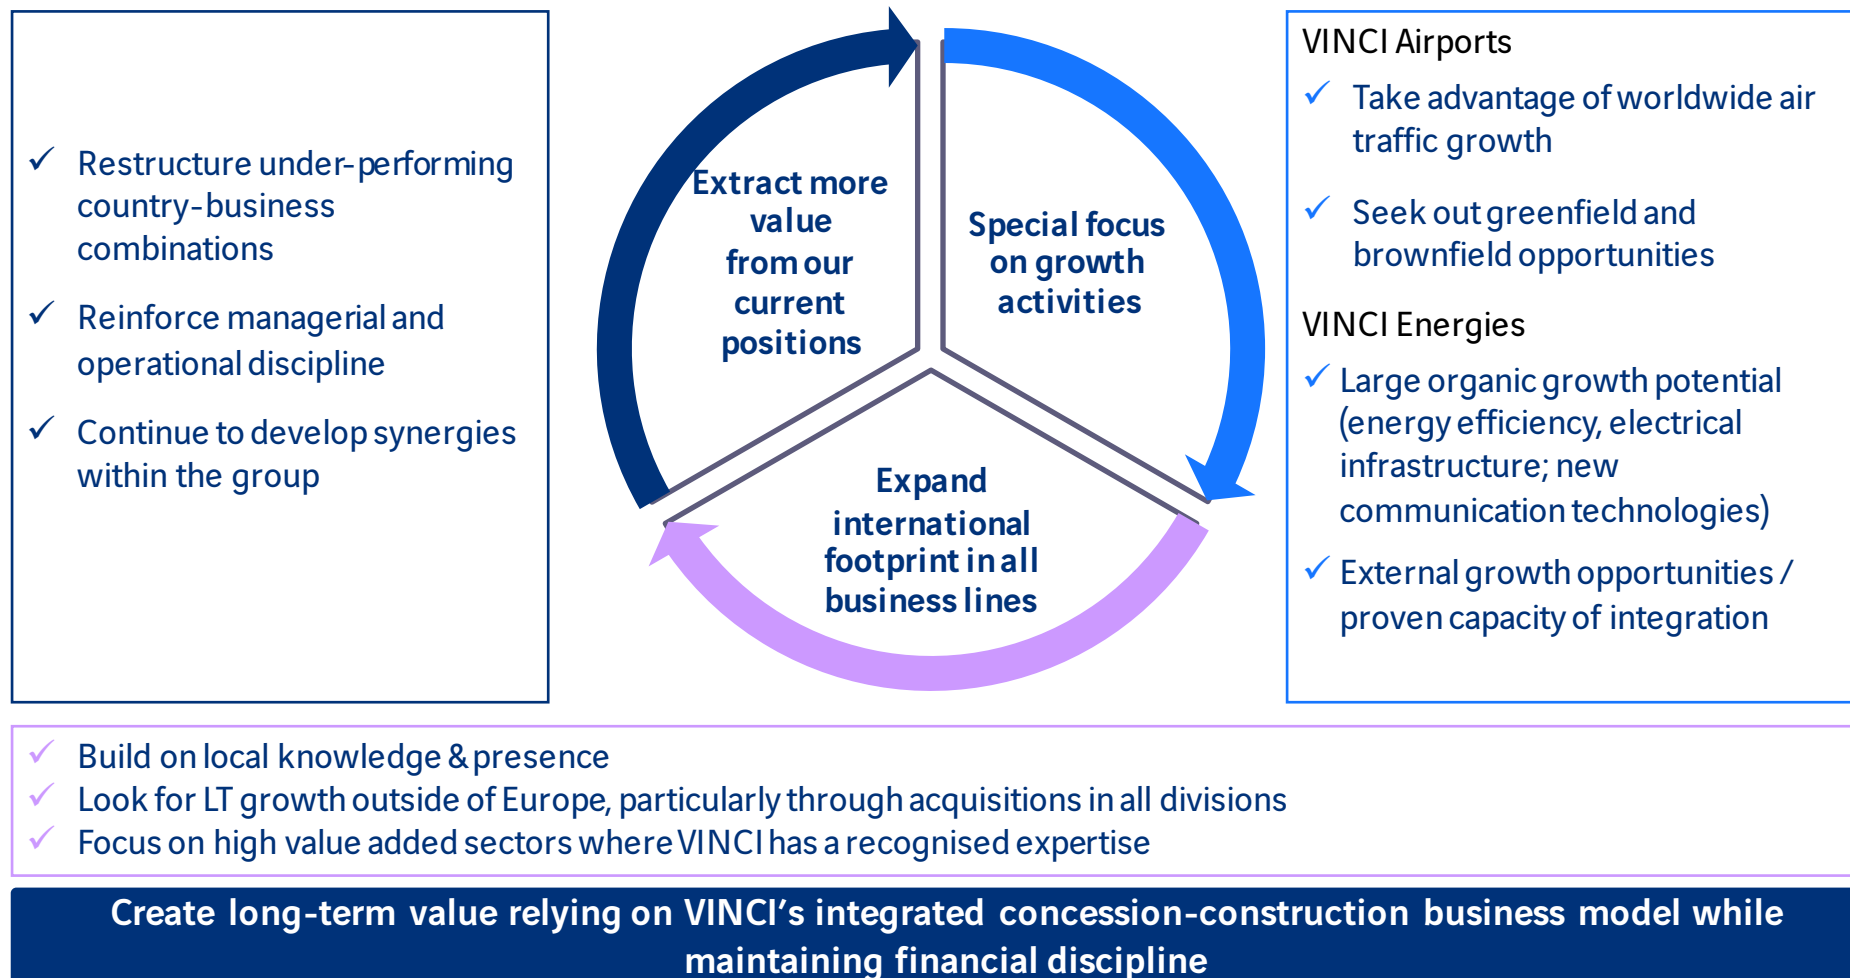 Restructure under-performing
country-business
combinations
Reinforce managerial and
operational discipline
Continue to develop synergies
within the group
Extract more
value
from our
current
positions
Special focus
on growth
activities
Expand
international
footprint in all
business lines
VINCI Airports
Take advantage of worldwide air
traffic growth
Seek out greenfield and
brownfield opportunities
VINCI Energies
Large organic growth potential
(energy efficiency, electrical
infrastructure; new
communication technologies)
External growth opportunities /
proven capacity of integration
Build on local knowledge & presence
Look for LT growth outside of Europe, particularly through acquisitions in all divisions
Focus on high value added sectors where VINCI has a recognised expertise
Create long-term value relying on VINCI's integrated concession-construction business model while
maintaining financial discipline